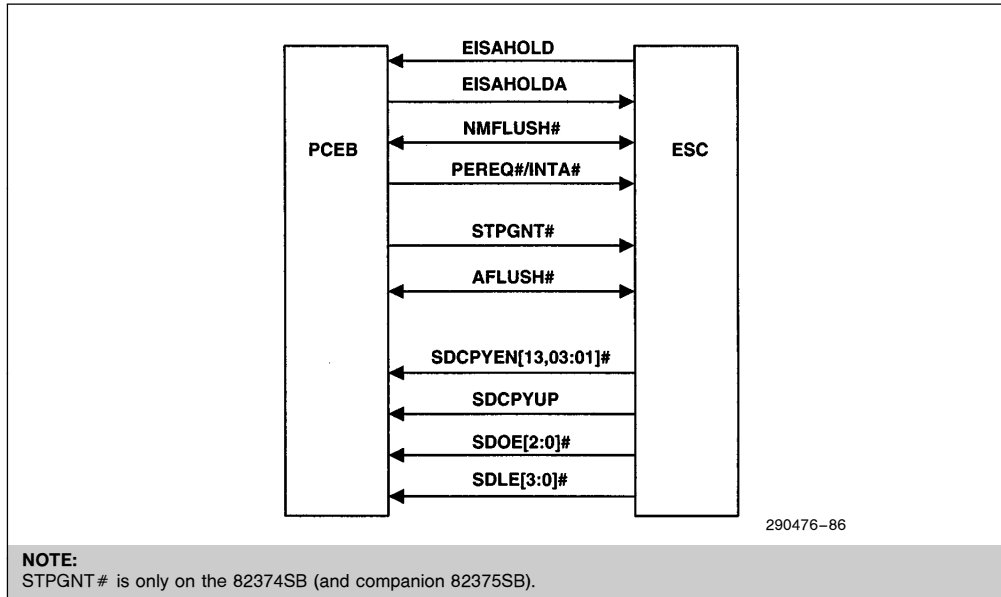 EISAHOLD
EISAHOLDA
NMFLUSH#
PCEB
ESC
PEREQ#/INTA#
STPGNT#
AFLUSH#
SDCPYEN[13,03:01]#
SDCPYUP
SDOE[2:0]#
SDLE[3:0]#
290476–86
NOTE:
STPGNT# is only on the 82374SB (and companion 82375SB).